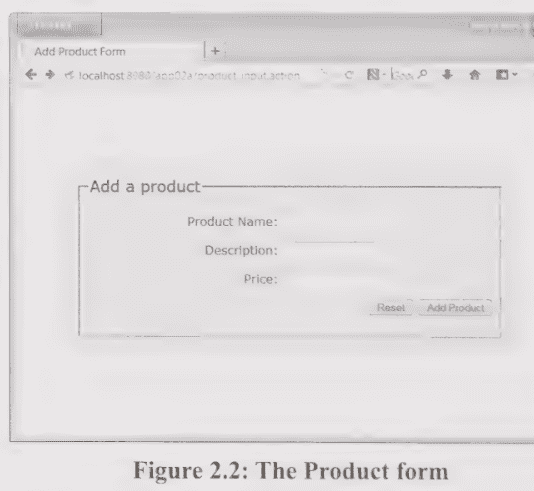 Add Product Form
+
localhost:8080/app02a/product_input.action
Add a product
Product Name:
Description:
Price:
Reset Add Product
Figure 2.2: The Product form